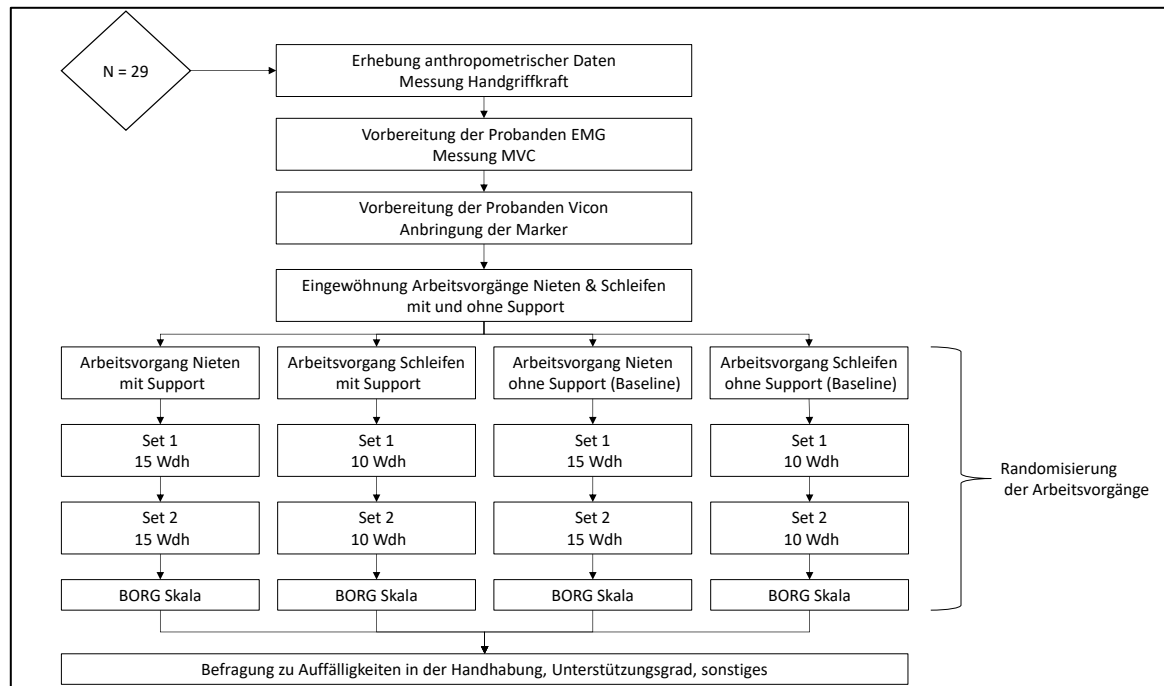 N = 29
Erhebung anthropometrischer Daten
Messung Handgriffkraft
Vorbereitung der Probanden EMG
Messung MVC
Vorbereitung der Probanden Vicon
Anbringung der Marker
Eingewöhnung Arbeitsvorgänge Nieten & Schleifen
mit und ohne Support
Arbeitsvorgang Nieten
mit Support
Arbeitsvorgang Schleifen
mit Support
Arbeitsvorgang Nieten
ohne Support (Baseline)
Arbeitsvorgang Schleifen
ohne Support (Baseline)
Set 1
15 Wdh
Set 1
10 Wdh
Set 1
15 Wdh
Set 1
10 Wdh
Randomisierung
der Arbeitsvorgänge
Set 2
15 Wdh
Set 2
10 Wdh
Set 2
15 Wdh
Set 2
10 Wdh
BORG Skala
BORG Skala
BORG Skala
BORG Skala
Befragung zu Auffälligkeiten in der Handhabung, Unterstützungsgrad, sonstiges